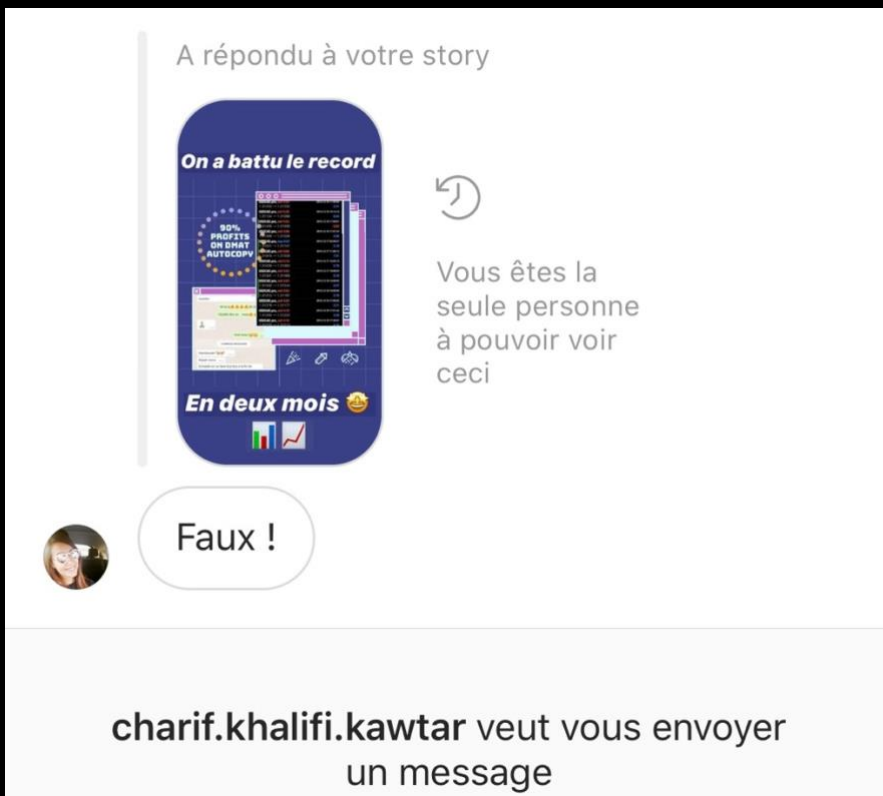 A répondu à votre story
On a battu le record
90%
PROFITS
ON DMAT
AUTOCOPY
En deux mois 🤩
Vous êtes la
seule personne
à pouvoir voir
ceci
Faux !
charif.khalifi.kawtar veut vous envoyer
un message